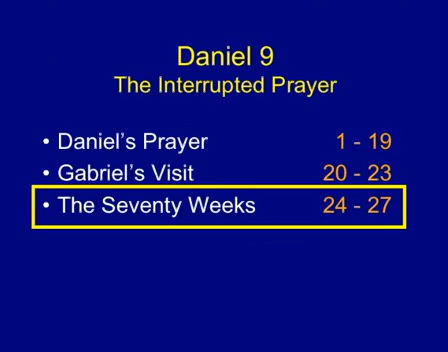 Daniel 9
The Interrupted Prayer
• Daniel's Prayer 1 - 19
• Gabriel's Visit 20 - 23
• The Seventy Weeks 24 - 27